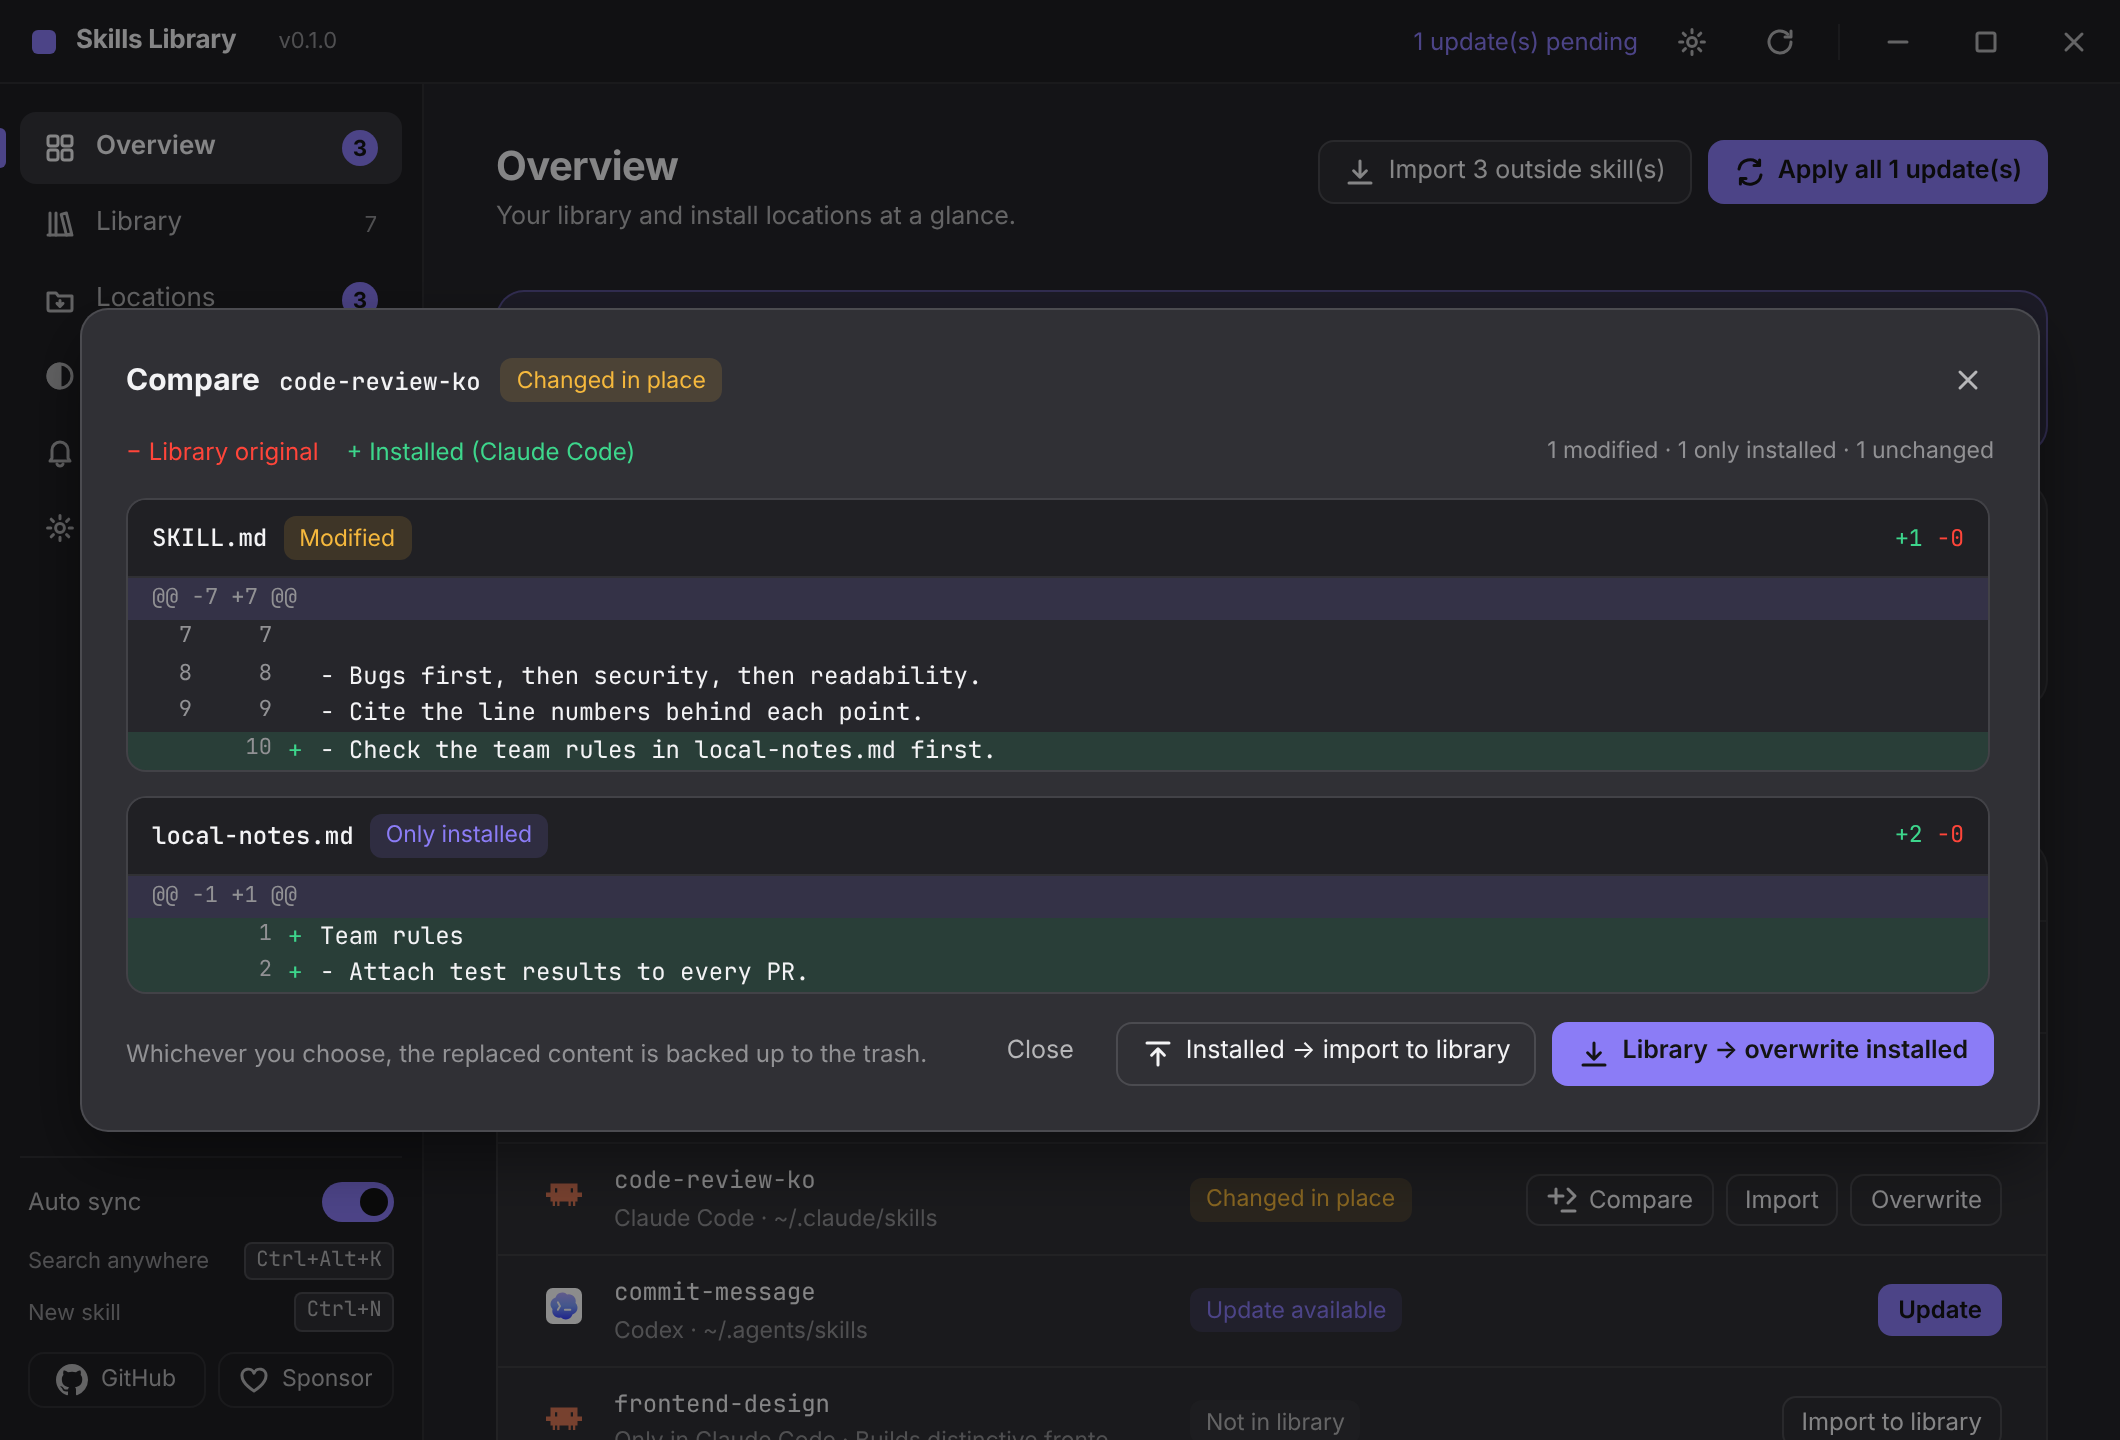 Skills Library v0.1.0 1 update(s) pending
Overview 3
Library 7
Locations 3
Overview
Your library and install locations at a glance.
Import 3 outside skill(s) Apply all 1 update(s)
Compare code-review-ko Changed in place
− Library original + Installed (Claude Code) 1 modified · 1 only installed · 1 unchanged
SKILL.md Modified +1 -0
@@ -7 +7 @@
7 7
8 8 - Bugs first, then security, then readability.
9 9 - Cite the line numbers behind each point.
10 + - Check the team rules in local-notes.md first.
local-notes.md Only installed +2 -0
@@ -1 +1 @@
1 + Team rules
2 + - Attach test results to every PR.
Whichever you choose, the replaced content is backed up to the trash. Close Installed → import to library Library → overwrite installed
Auto sync
Search anywhere Ctrl+Alt+K
New skill Ctrl+N
GitHub Sponsor
code-review-ko
Claude Code · ~/.claude/skills
Changed in place Compare Import Overwrite
commit-message
Codex · ~/.agents/skills
Update available Update
frontend-design
Only in Claude Code · Builds distinctive fronte
Not in library Import to library